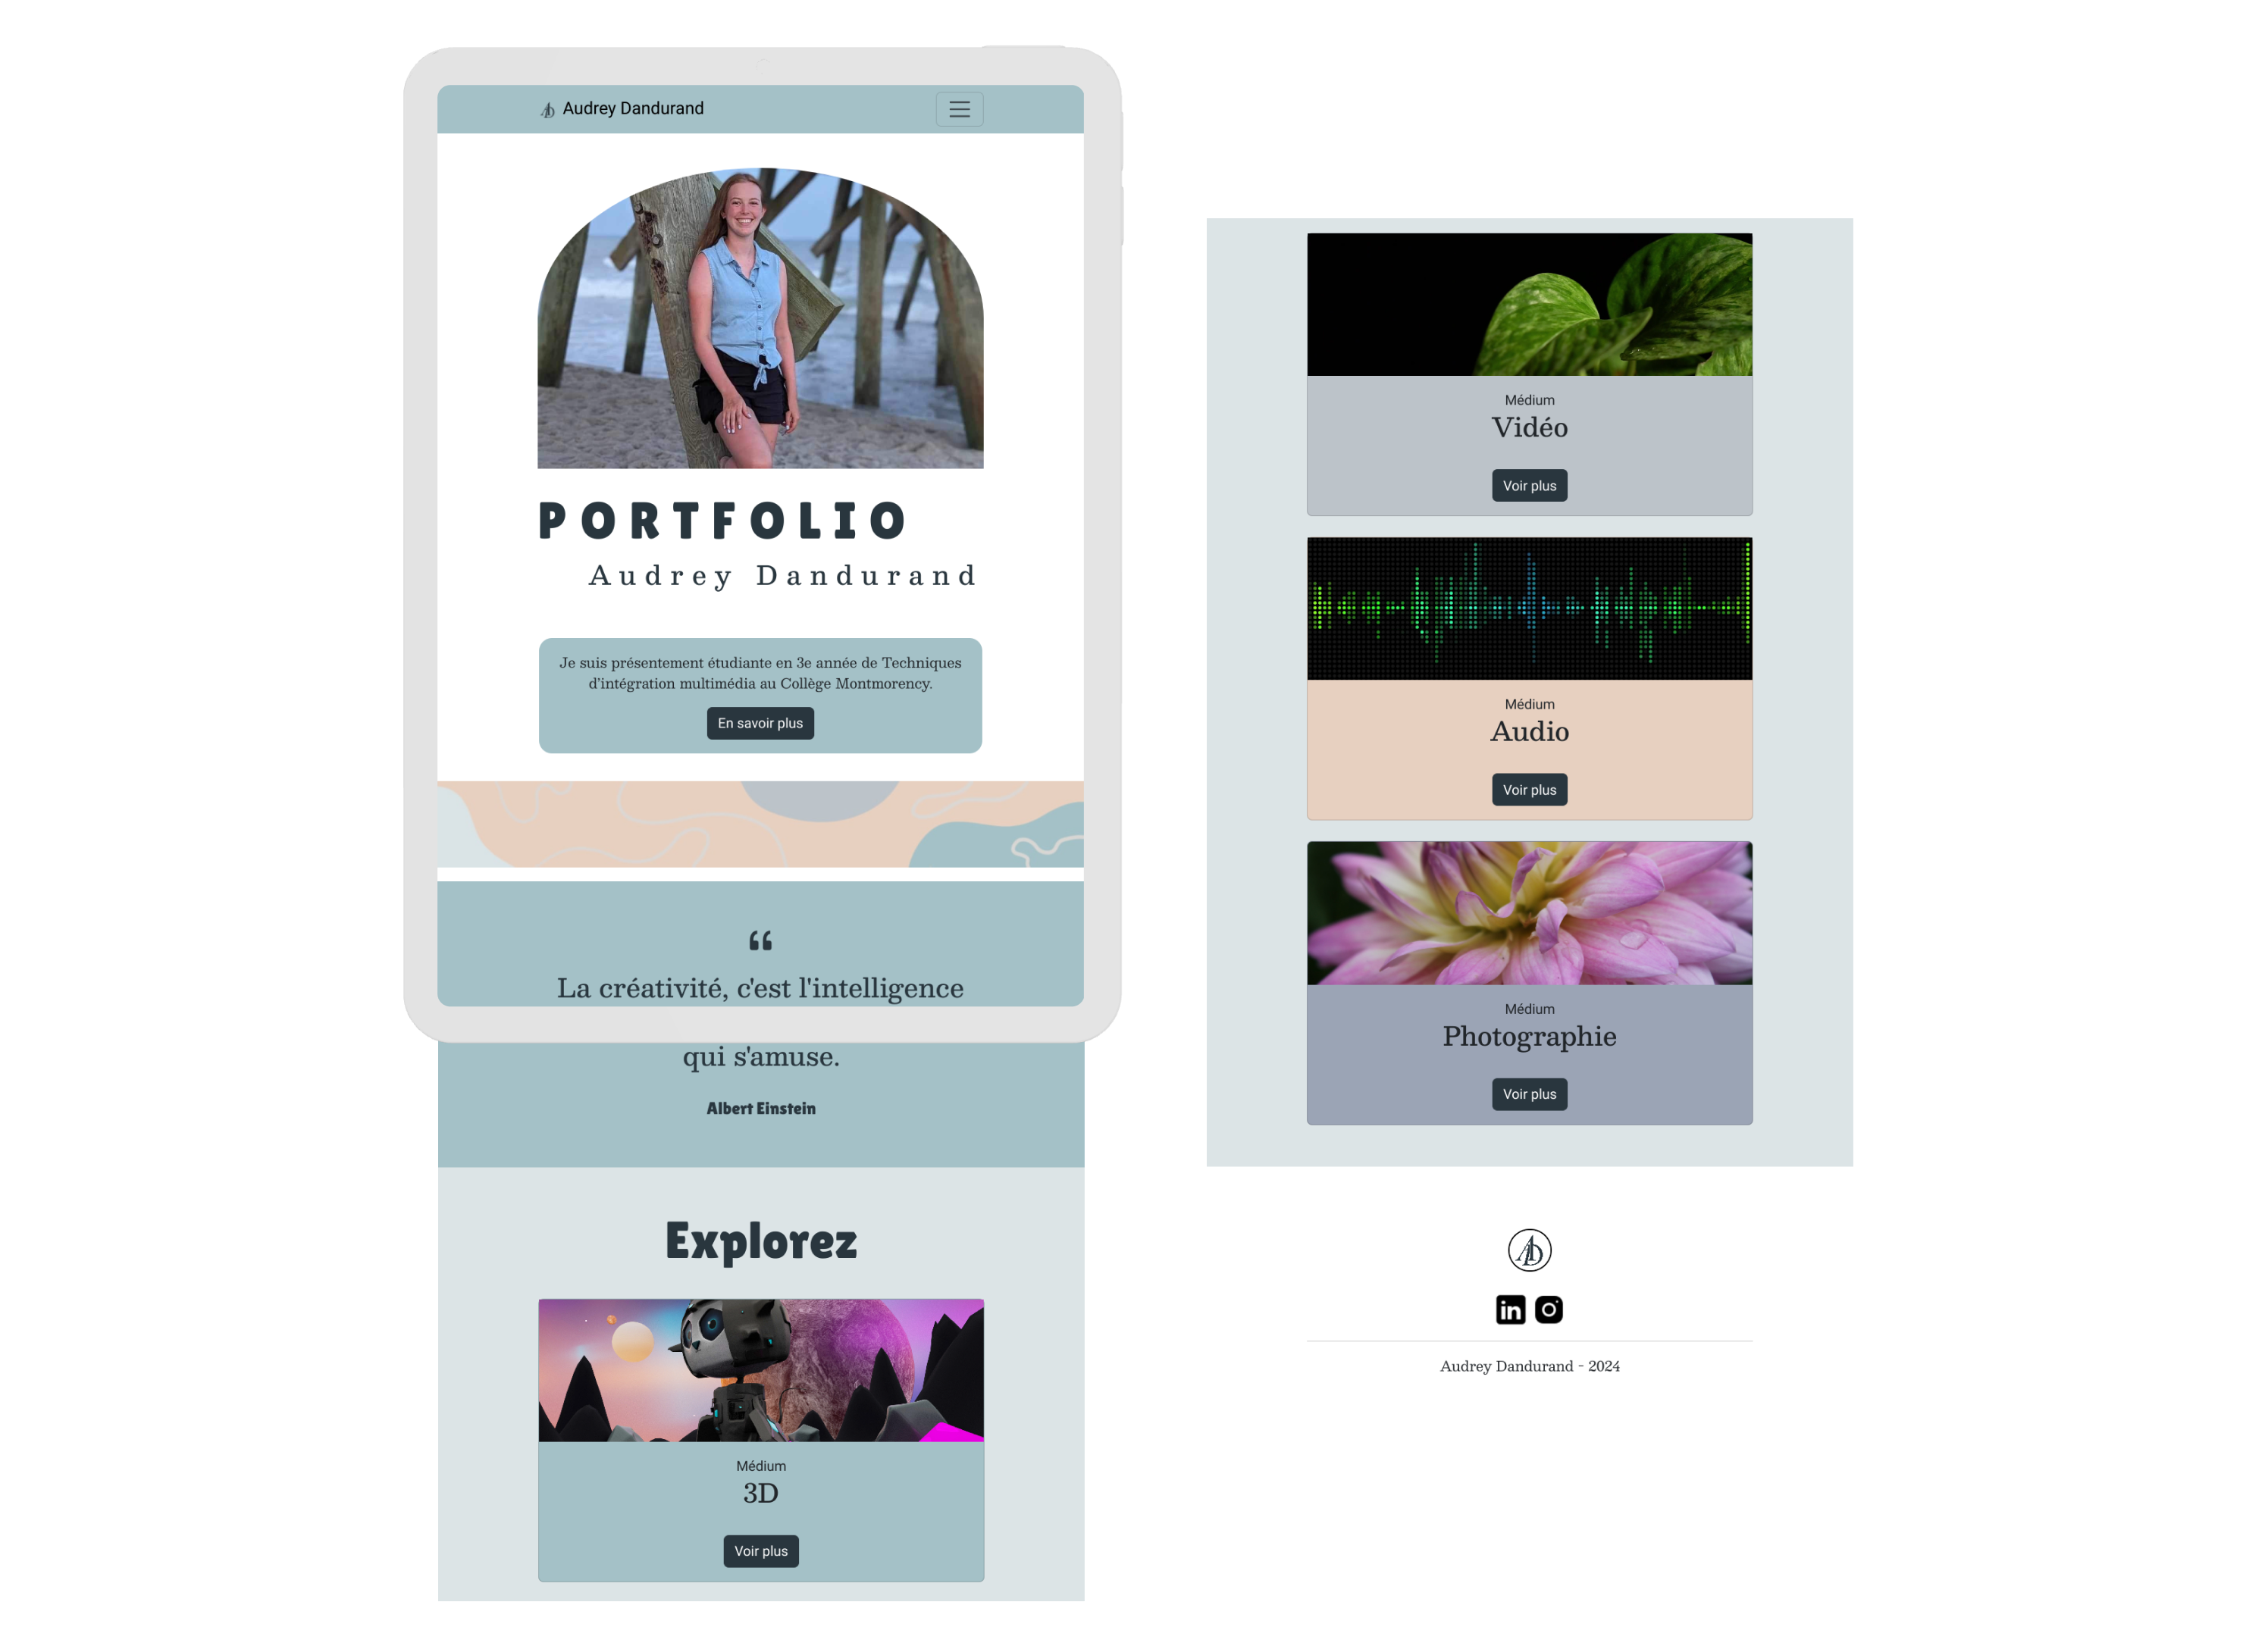 Audrey Dandurand
PORTFOLIO
Audrey Dandurand
Je suis présentement étudiante en 3e année de Techniques
d'intégration multimédia au Collège Montmorency.
En savoir plus
“
La créativité, c'est l'intelligence
qui s'amuse.
Albert Einstein
Explorez
Médium
3D
Voir plus
Médium
Vidéo
Voir plus
Médium
Audio
Voir plus
Médium
Photographie
Voir plus
AD
in
Audrey Dandurand - 2024